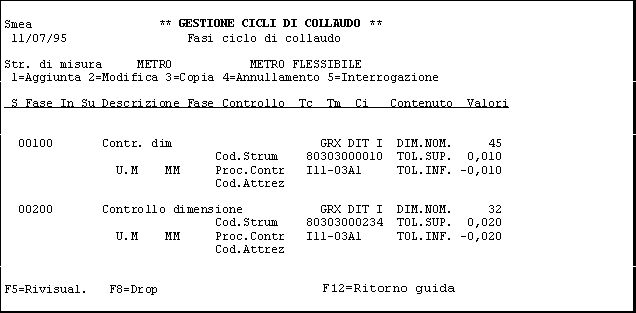 Smea ** GESTIONE CICLI DI COLLAUDO **
11/07/95 Fasi ciclo di collaudo
Str. di misura METRO METRO FLESSIBILE
1=Aggiunta 2=Modifica 3=Copia 4=Annullamento 5=Interrogazione
S Fase In Su Descrizione Fase Controllo Tc Tm Ci Contenuto Valori
00100 Contr. dim GRX DIT I DIM.NOM. 45
Cod.Strum 80303000010 TOL.SUP. 0,010
U.M MM Proc.Contr I11-03A1 TOL.INF. -0,010
Cod.Attrez
00200 Controllo dimensione GRX DIT I DIM.NOM. 32
Cod.Strum 80303000234 TOL.SUP. 0,020
U.M MM Proc.Contr I11-03A1 TOL.INF. -0,020
Cod.Attrez
F5=Rivisual. F8=Drop F12=Ritorno guida